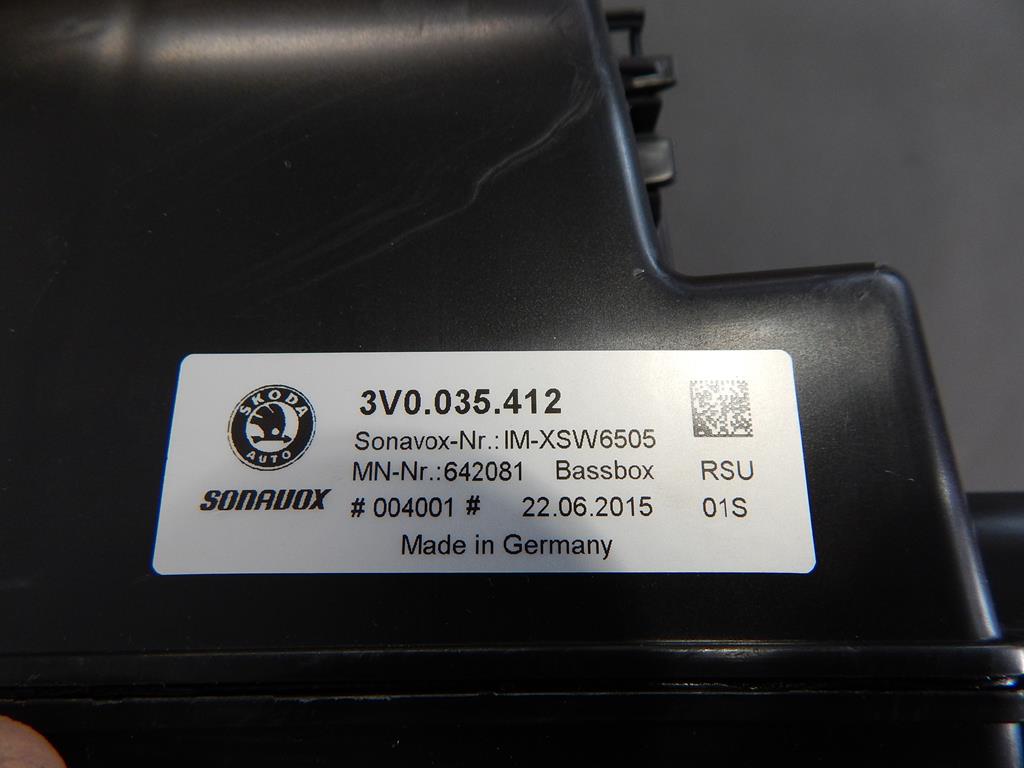 SKODA
AUTO
SONAVOX
3V0.035.412
Sonavox-Nr.:IM-XSW6505
MN-Nr.:642081 Bassbox RSU
# 004001 # 22.06.2015 01S
Made in Germany